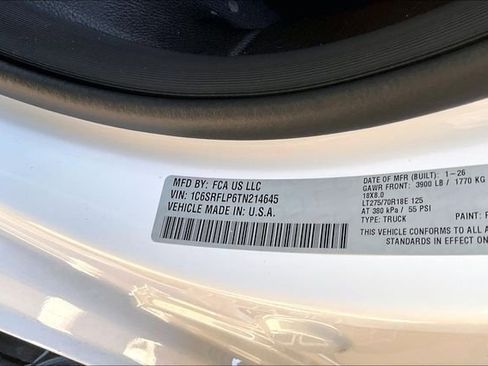 MFD BY: FCA US LLC
VIN: 1C6SRFLP6TN214645
VEHICLE MADE IN: U.S.A.
DATE OF MFR (BUILT): 1-26
GAWR FRONT: 3900 LB / 1770 KG
18X8.0
LT275/70R18E 125
AT 380 kPa / 55 PSI
TYPE: TRUCK
PAINT:
THIS VEHICLE CONFORMS TO ALL
STANDARDS IN EFFECT ON